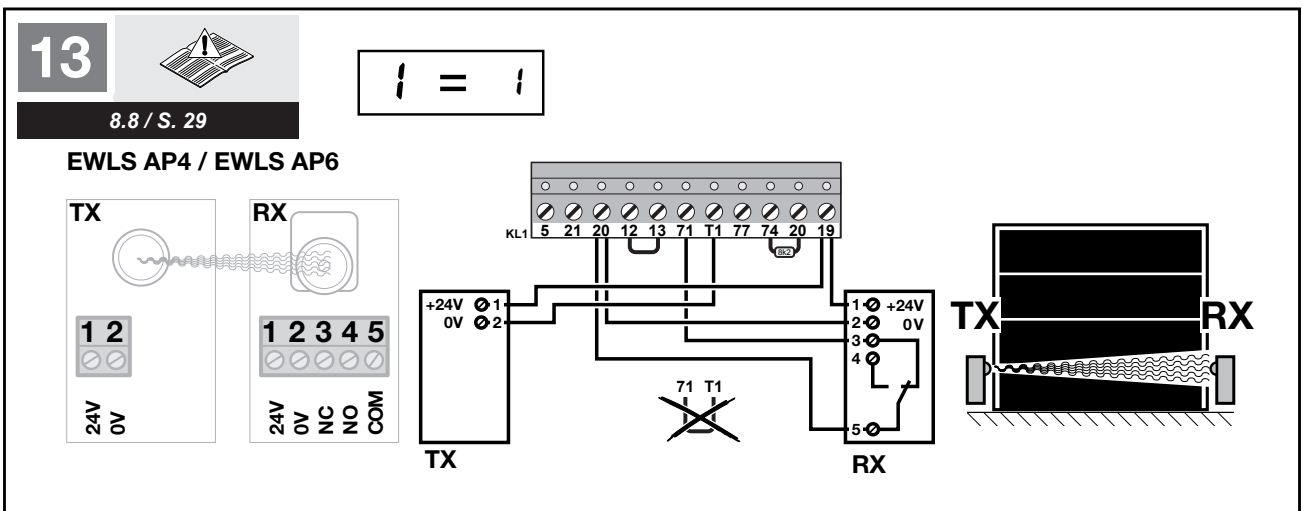 13
8.8 / S. 29
1 = 1
EWLS AP4 / EWLS AP6
TX
1 2
24V
0V
RX
1 2 3 4 5
24V
0V
NC
NO
COM
KL1 5 21 20 12 13 71 T1 77 74 20 19
8k2
+24V 1
0V 2
TX
71 T1
1 +24V
2 0V
3
4
5
RX
TX
RX